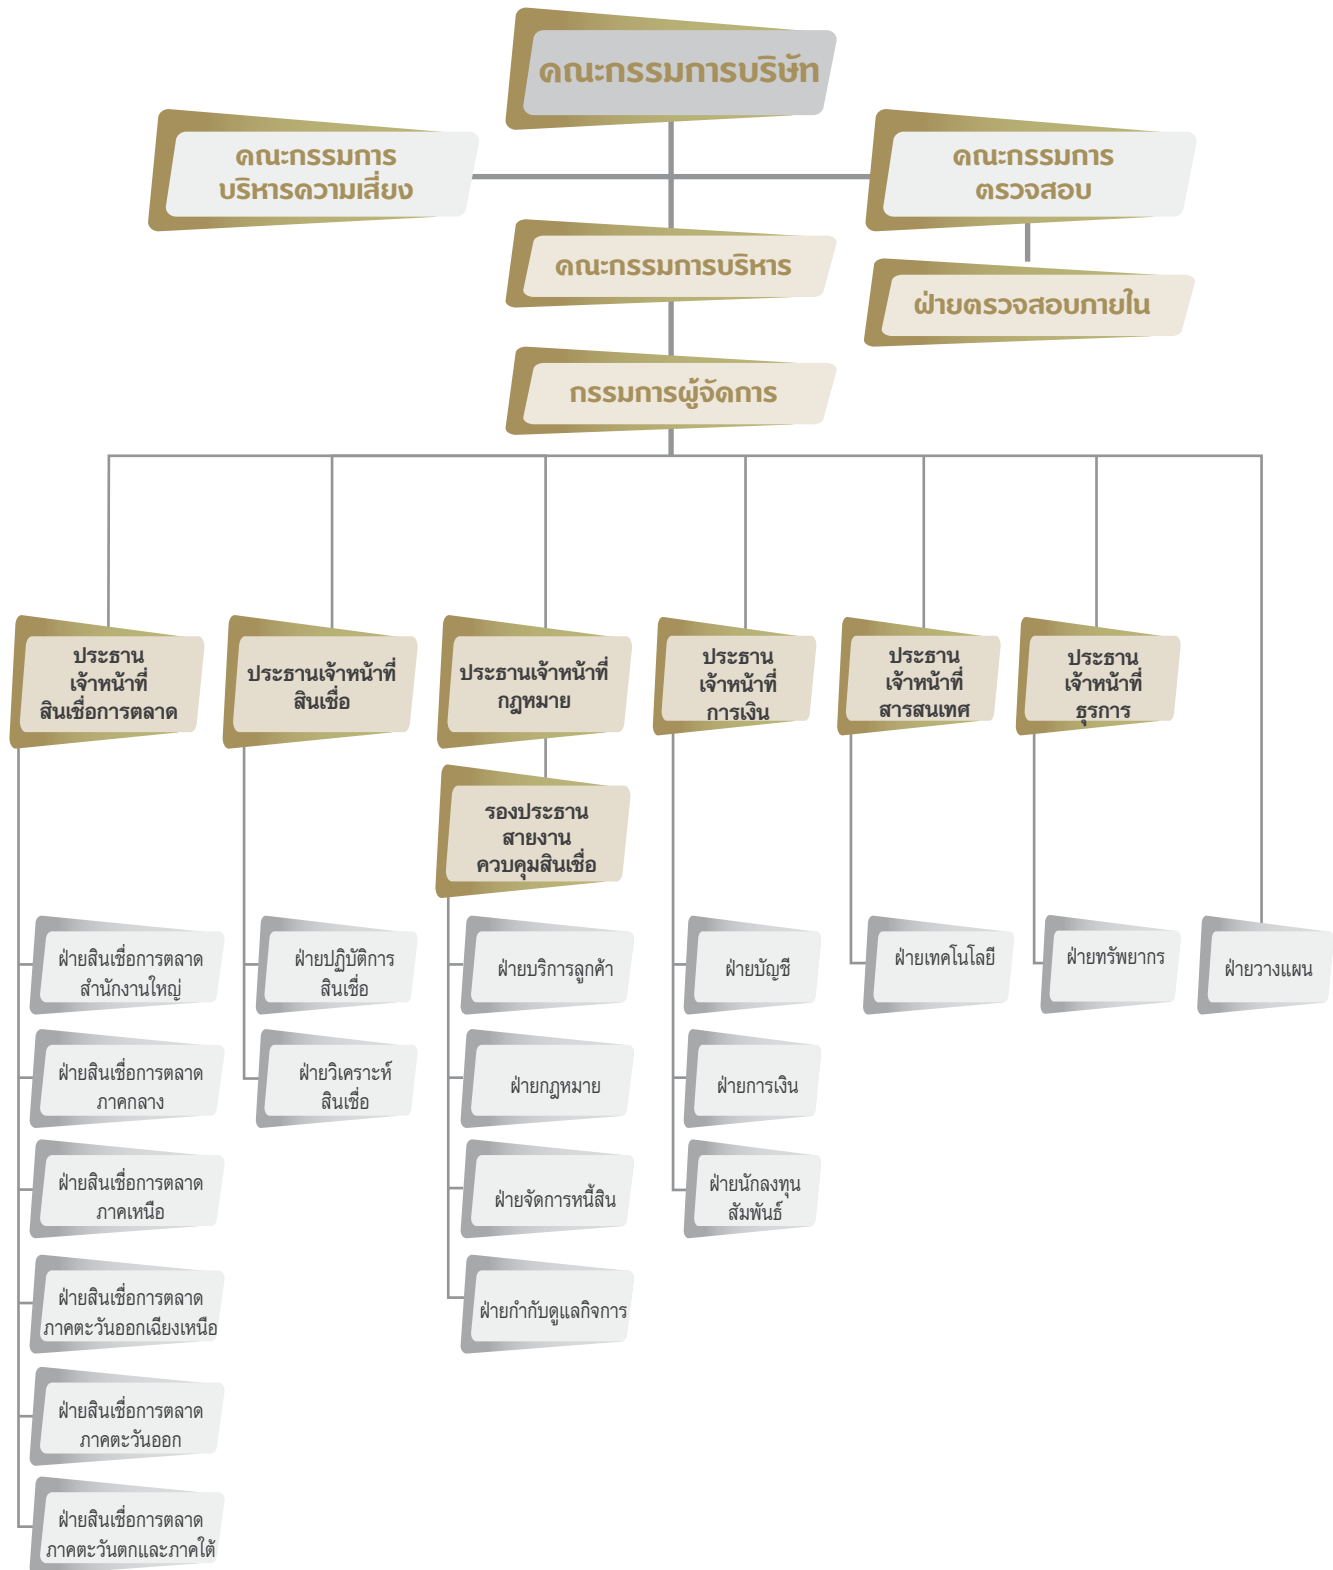 คณะกรรมการบริษัท
คณะกรรมการ
บริหารความเสี่ยง
คณะกรรมการ
ตรวจสอบ
คณะกรรมการบริหาร
ฝ่ายตรวจสอบภายใน
กรรมการผู้จัดการ
ประธาน
เจ้าหน้าที่
สินเชื่อการตลาด
ประธานเจ้าหน้าที่
สินเชื่อ
ประธานเจ้าหน้าที่
กฎหมาย
ประธาน
เจ้าหน้าที่
การเงิน
ประธาน
เจ้าหน้าที่
สารสนเทศ
ประธาน
เจ้าหน้าที่
ธุรการ
รองประธาน
สายงาน
ควบคุมสินเชื่อ
ฝ่ายสินเชื่อการตลาด
สำนักงานใหญ่
ฝ่ายปฏิบัติการ
สินเชื่อ
ฝ่ายบริการลูกค้า
ฝ่ายบัญชี
ฝ่ายเทคโนโลยี
ฝ่ายทรัพยากร
ฝ่ายวางแผน
ฝ่ายสินเชื่อการตลาด
ภาคกลาง
ฝ่ายวิเคราะห์
สินเชื่อ
ฝ่ายกฎหมาย
ฝ่ายการเงิน
ฝ่ายสินเชื่อการตลาด
ภาคเหนือ
ฝ่ายจัดการหนี้สิน
ฝ่ายนักลงทุน
สัมพันธ์
ฝ่ายสินเชื่อการตลาด
ภาคตะวันออกเฉียงเหนือ
ฝ่ายกำกับดูแลกิจการ
ฝ่ายสินเชื่อการตลาด
ภาคตะวันออก
ฝ่ายสินเชื่อการตลาด
ภาคตะวันตกและภาคใต้